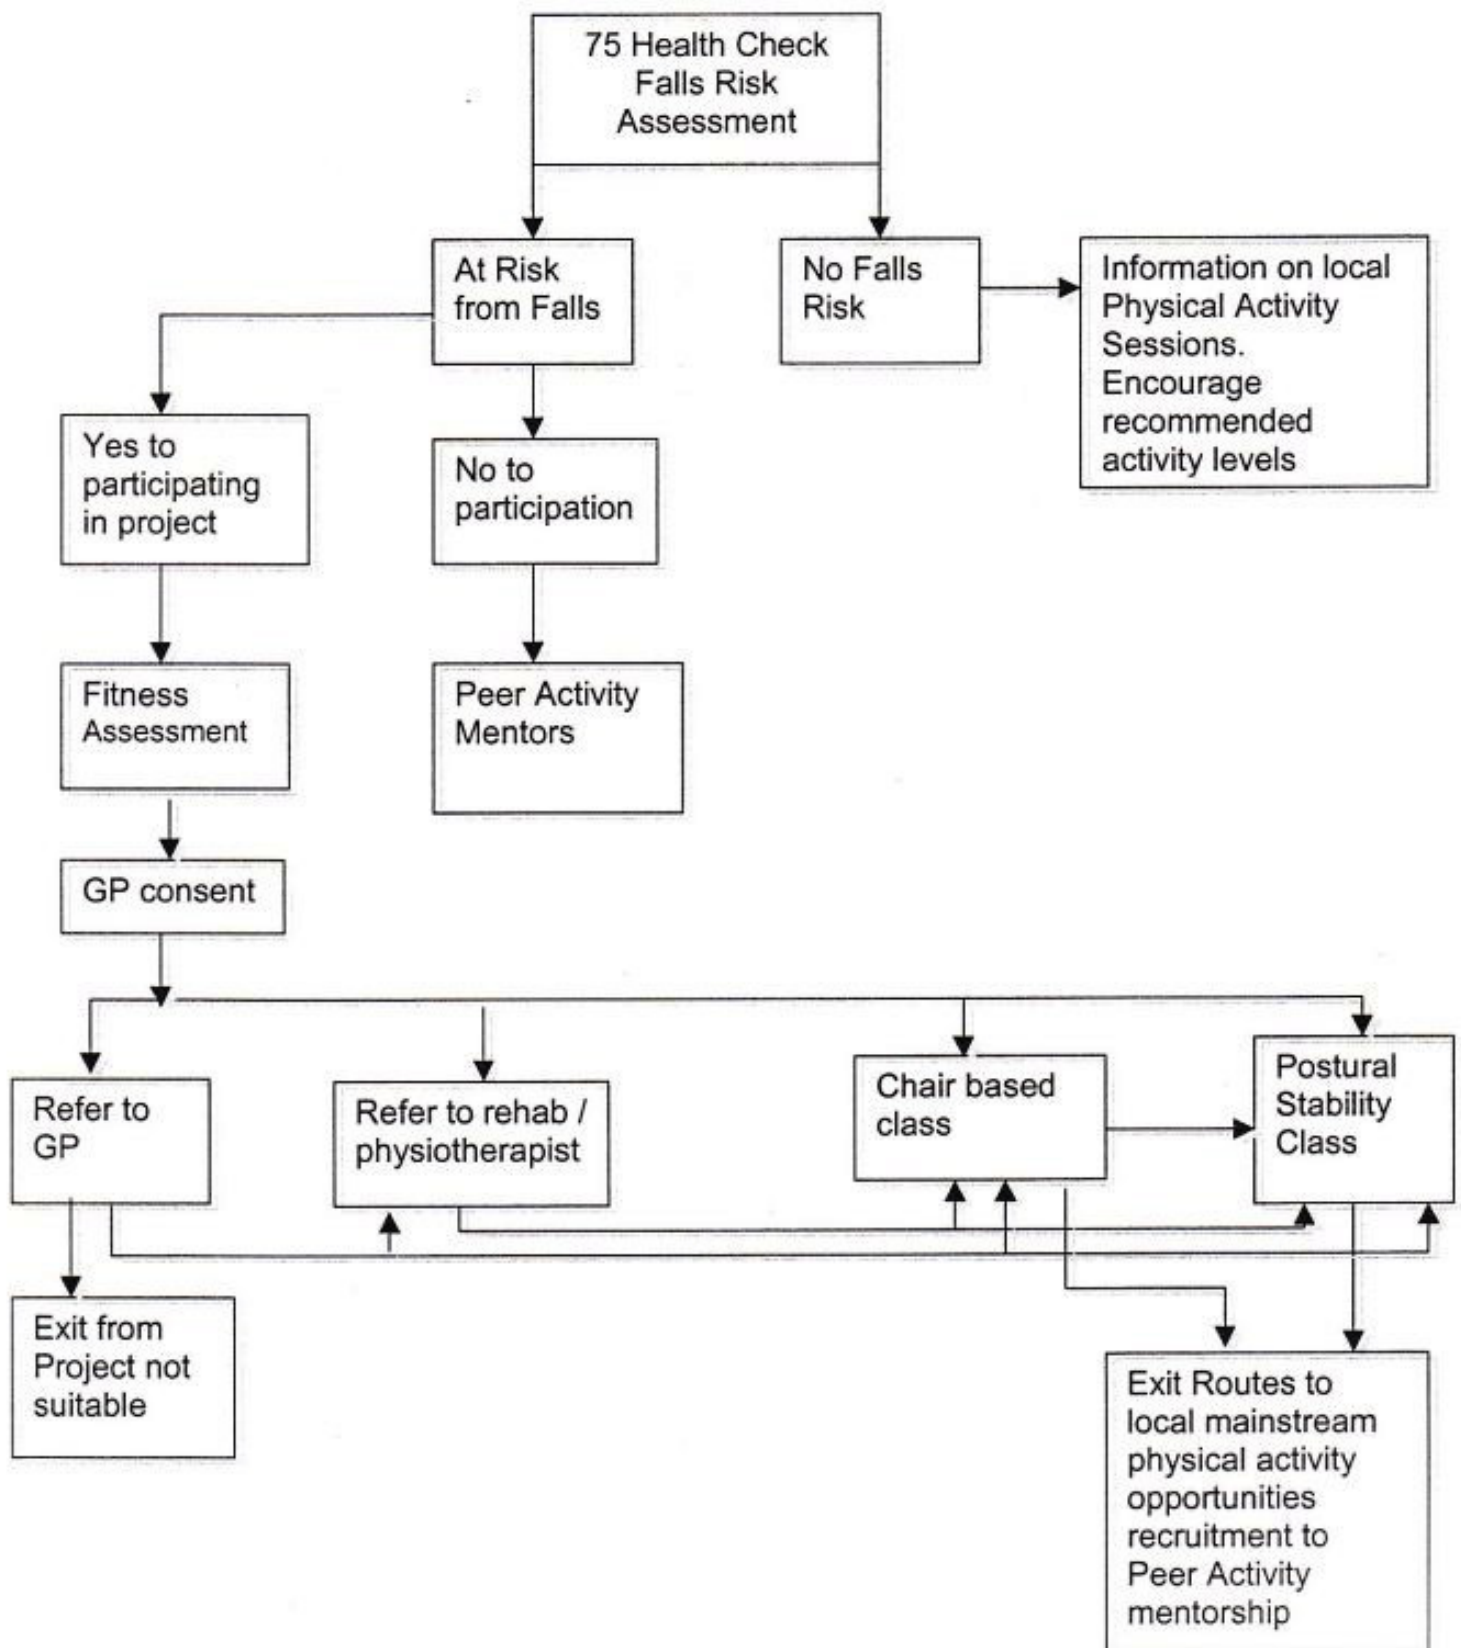 75 Health Check
Falls Risk
Assessment
At Risk
from Falls
No Falls
Risk
Information on local
Physical Activity
Sessions.
Encourage
recommended
activity levels
Yes to
participating
in project
No to
participation
Fitness
Assessment
Peer Activity
Mentors
GP consent
Refer to
GP
Refer to rehab /
physiotherapist
Chair based
class
Postural
Stability
Class
Exit from
Project not
suitable
Exit Routes to
local mainstream
physical activity
opportunities
recruitment to
Peer Activity
mentorship